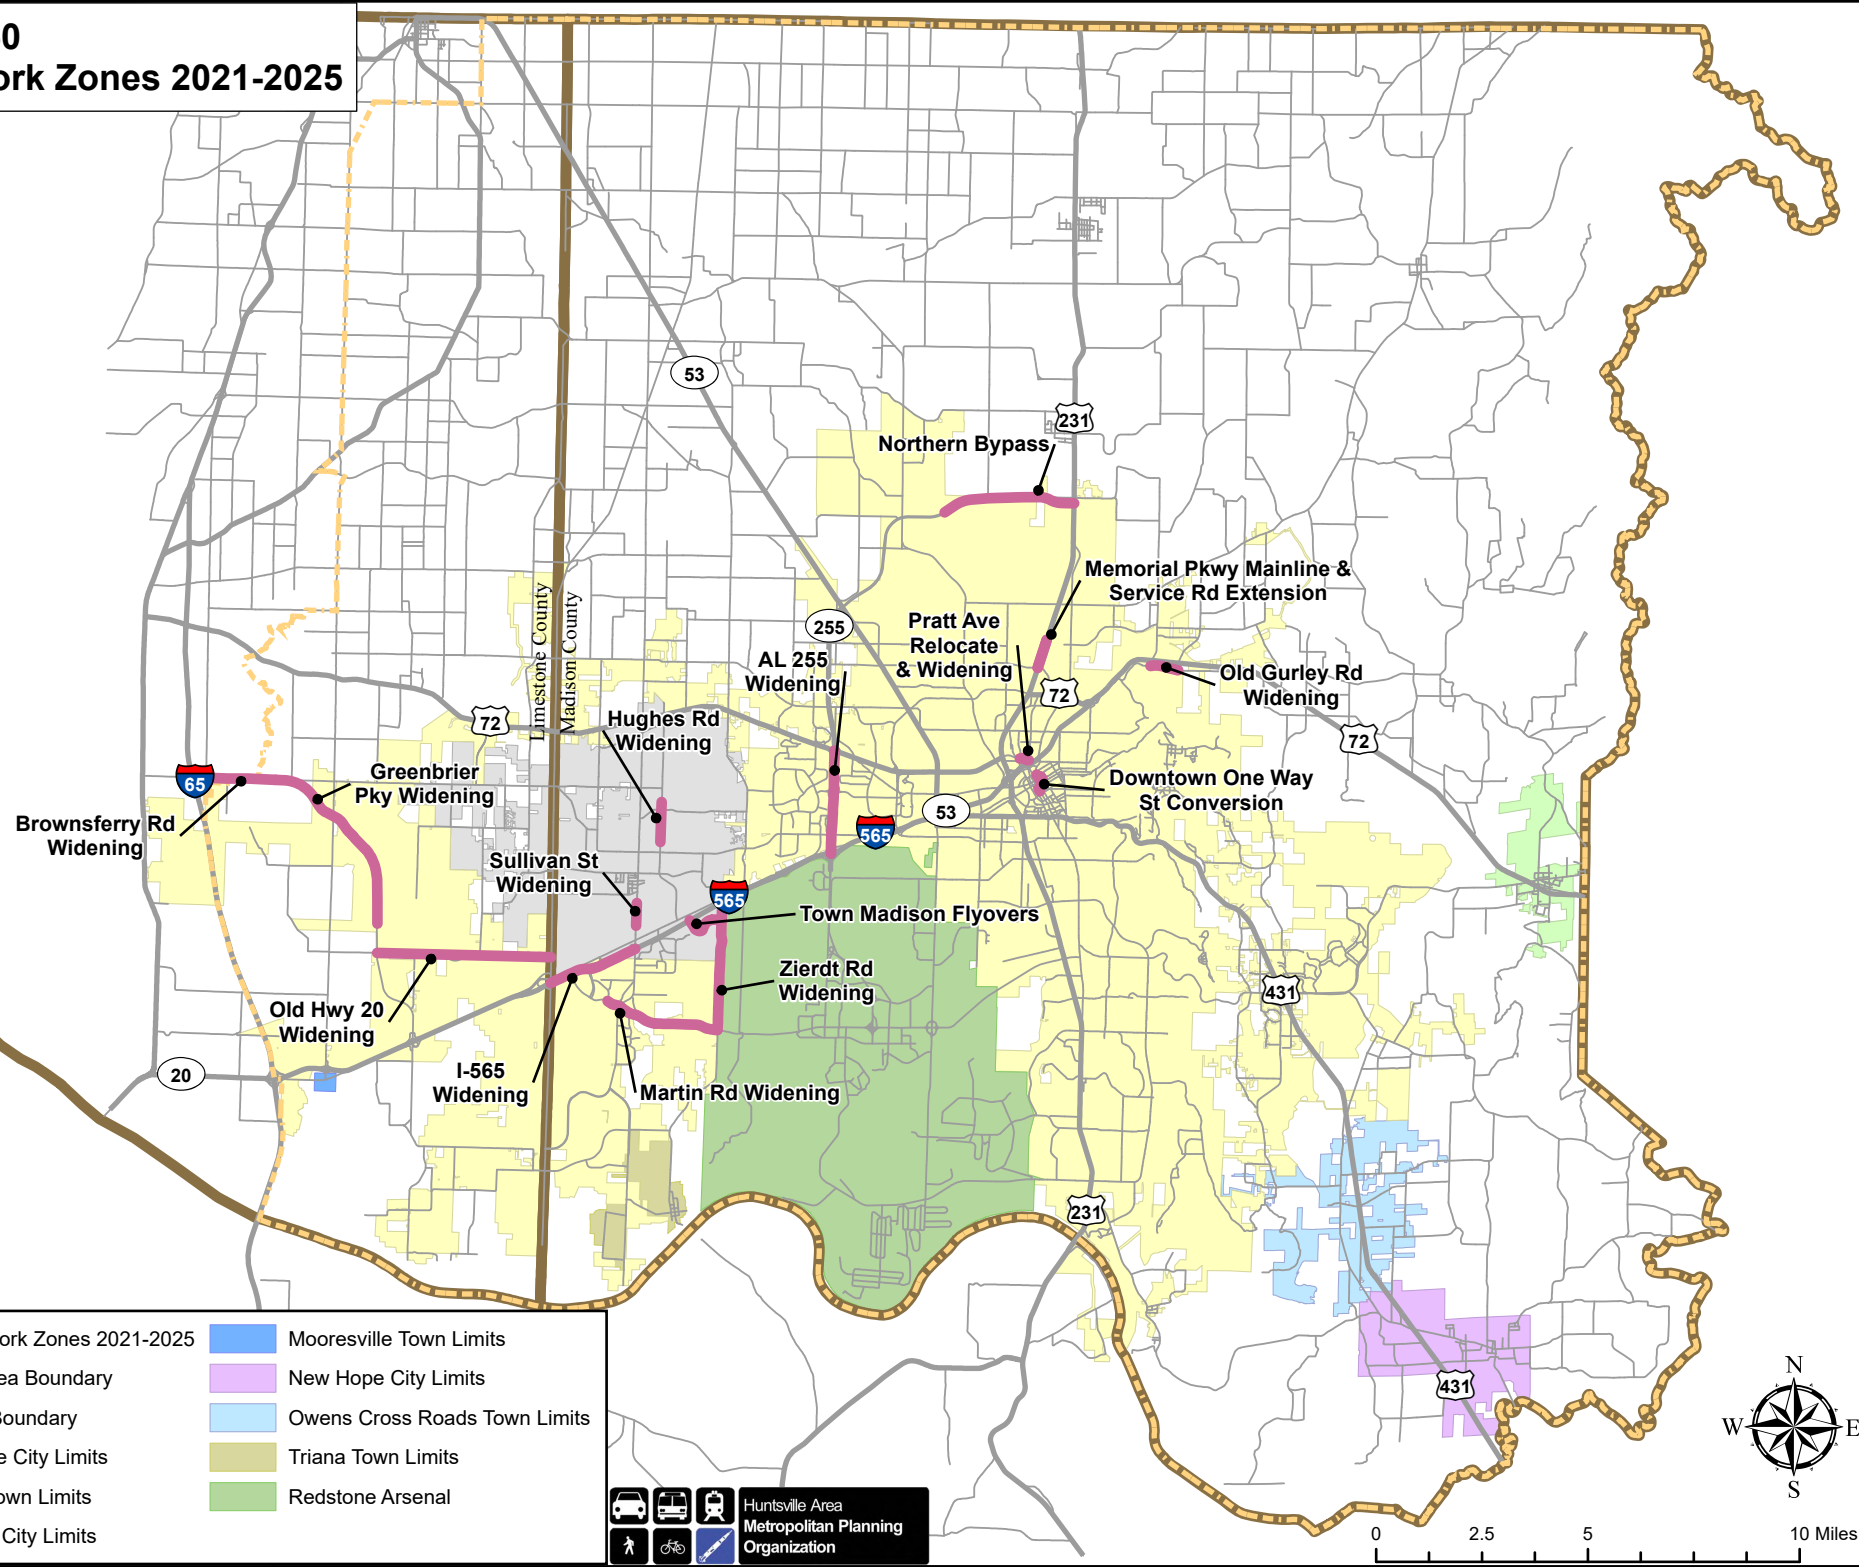 0
ork Zones 2021-2025
53
231
Northern Bypass
Memorial Pkwy Mainline &
Service Rd Extension
255
Pratt Ave
Relocate
& Widening
AL 255
Widening
72
Old Gurley Rd
Widening
Limestone County
Madison County
72
Hughes Rd
Widening
72
65
Greenbrier
Pky Widening
Downtown One Way
St Conversion
53
565
Brownsferry Rd
Widening
Sullivan St
Widening
565
Town Madison Flyovers
Zierdt Rd
Widening
431
Old Hwy 20
Widening
20
I-565
Widening
Martin Rd Widening
231
431
ork Zones 2021-2025
ea Boundary
Boundary
e City Limits
own Limits
City Limits
Mooresville Town Limits
New Hope City Limits
Owens Cross Roads Town Limits
Triana Town Limits
Redstone Arsenal
Huntsville Area
Metropolitan Planning
Organization
N
W
E
S
0 2.5 5 10 Miles